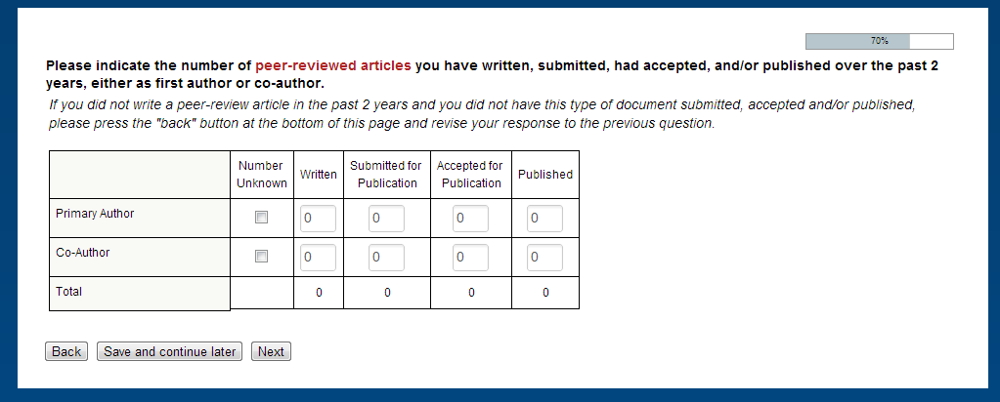 70%
Please indicate the number of peer-reviewed articles you have written, submitted, had accepted, and/or published over the past 2
years, either as first author or co-author.
If you did not write a peer-review article in the past 2 years and you did not have this type of document submitted, accepted and/or published,
please press the "back" button at the bottom of this page and revise your response to the previous question.
Number Unknown Written Submitted for Publication Accepted for Publication Published
Primary Author 0 0 0 0
Co-Author 0 0 0 0
Total 0 0 0 0
Back Save and continue later Next